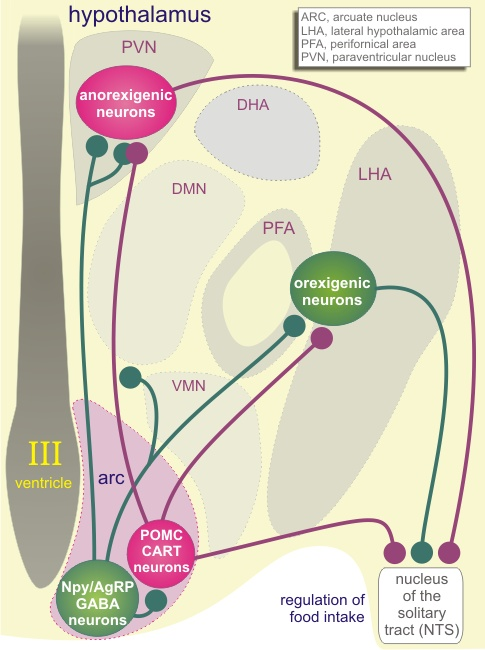 hypothalamus
ARC, arcuate nucleus
LHA, lateral hypothalamic area
PFA, perifornical area
PVN, paraventricular nucleus
PVN
anorexigenic
neurons
DHA
DMN
LHA
PFA
orexigenic
neurons
VMN
III
ventricle
arc
POMC
CART
neurons
Npy/AgRP
GABA
neurons
regulation of
food intake
nucleus
of the
solitary
tract (NTS)